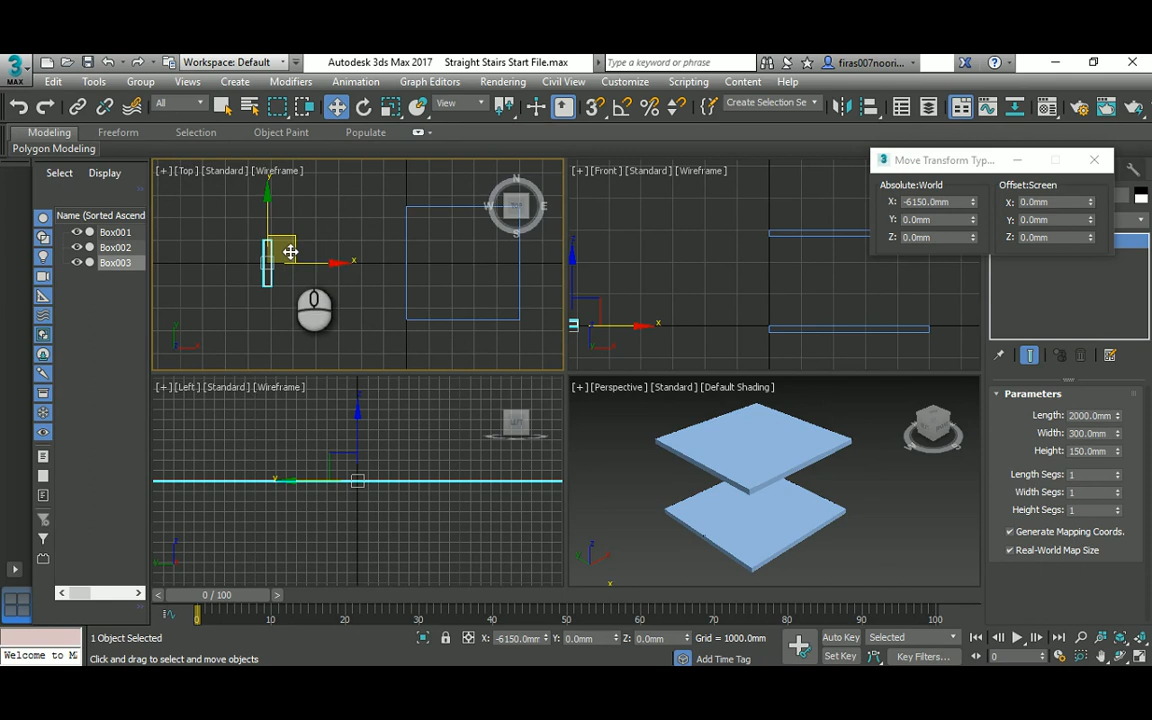 Workspace: Default
Autodesk 3ds Max 2017
Straight Stairs Start File.max
Type a keyword or phrase
firas007noori...
3
MAX
Edit Tools Group Views Create Modifiers Animation Graph Editors Rendering Civil View Customize Scripting Content Help
All
View
Create Selection Se
Modeling Freeform Selection Object Paint Populate
Polygon Modeling
Select Display
Name (Sorted Ascend
Box001
Box002
Box003
[+] [Top] [Standard] [Wireframe]
N
W
E
S
TOP
y
x
[+] [Front] [Standard] [Wireframe]
x
Move Transform Typ...
Absolute:World
X: -6150.0mm
Y: 0.0mm
Z: 0.0mm
Offset:Screen
X: 0.0mm
Y: 0.0mm
Z: 0.0mm
[+] [Left] [Standard] [Wireframe]
LEFT
y
[+] [Perspective] [Standard] [Default Shading]
z
x
Parameters
Length: 2000.0mm
Width: 300.0mm
Height: 150.0mm
Length Segs: 1
Width Segs: 1
Height Segs: 1
Generate Mapping Coords.
Real-World Map Size
0 / 100
0 10 20 30 40 50 60 70 80 90 100
1 Object Selected
X: -6150.0mm Y: 0.0mm Z: 0.0mm Grid = 1000.0mm
Auto Key Selected
Welcome to M
Click and drag to select and move objects
Add Time Tag
Set Key Key Filters...
0